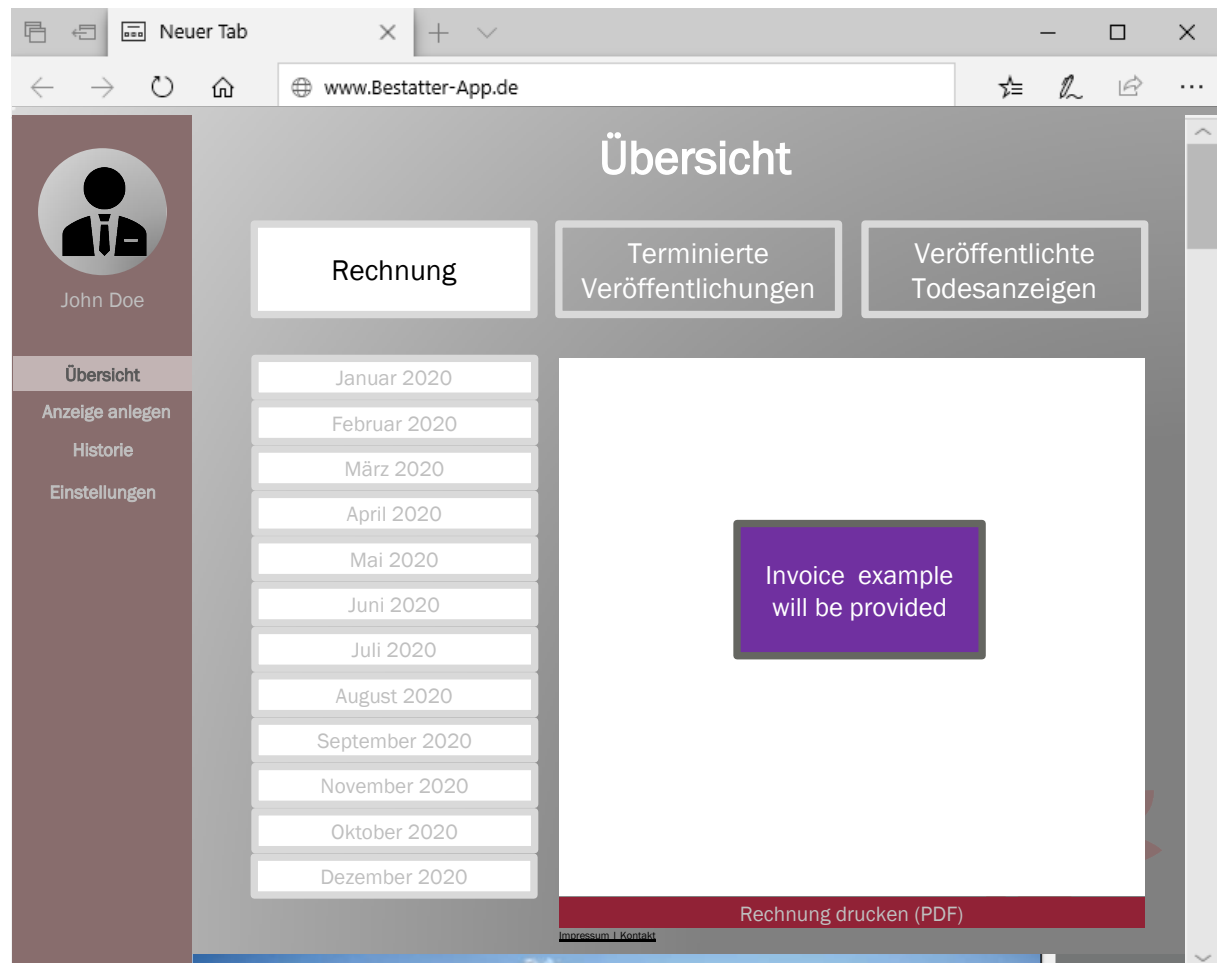 Neuer Tab
www.Bestatter-App.de
Übersicht
John Doe
Übersicht
Anzeige anlegen
Historie
Einstellungen
Rechnung
Terminierte
Veröffentlichungen
Veröffentlichte
Todesanzeigen
Januar 2020
Februar 2020
März 2020
April 2020
Mai 2020
Juni 2020
Juli 2020
August 2020
September 2020
November 2020
Oktober 2020
Dezember 2020
Invoice example
will be provided
Rechnung drucken (PDF)
Impressum | Kontakt